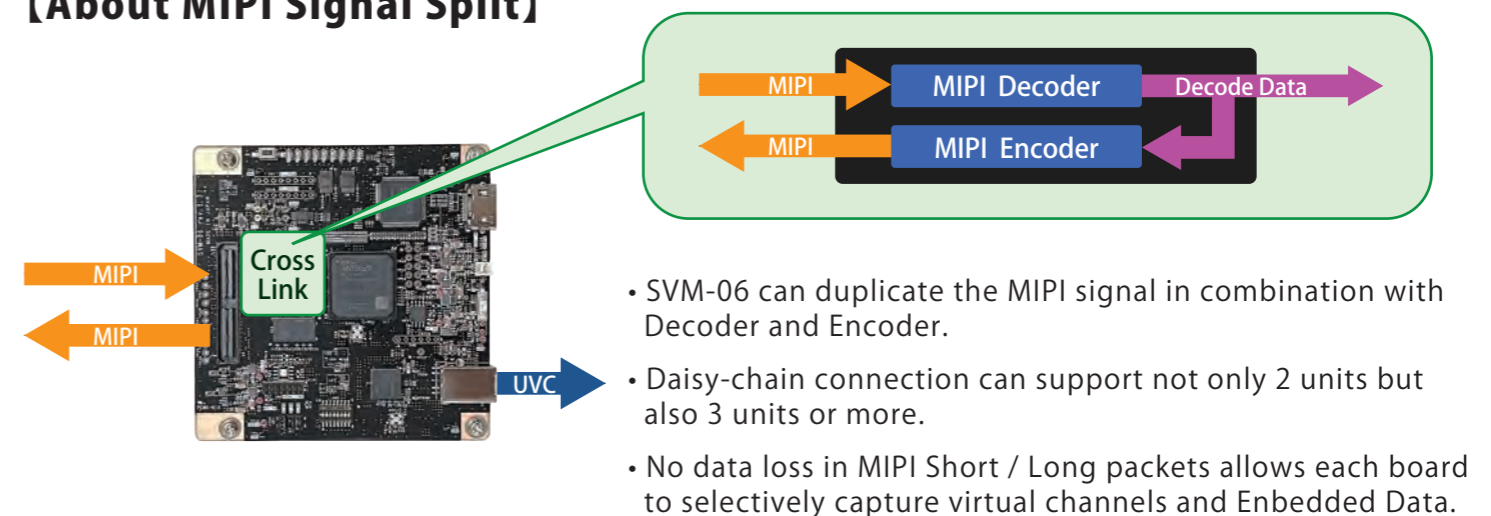 【About MIPI Signal Split】
MIPI
MIPI Decoder
Decode Data
MIPI
MIPI Encoder
Cross
Link
MIPI
MIPI
UVC
• SVM-06 can duplicate the MIPI signal in combination with
Decoder and Encoder.
• Daisy-chain connection can support not only 2 units but
also 3 units or more.
• No data loss in MIPI Short / Long packets allows each board
to selectively capture virtual channels and Enbedded Data.